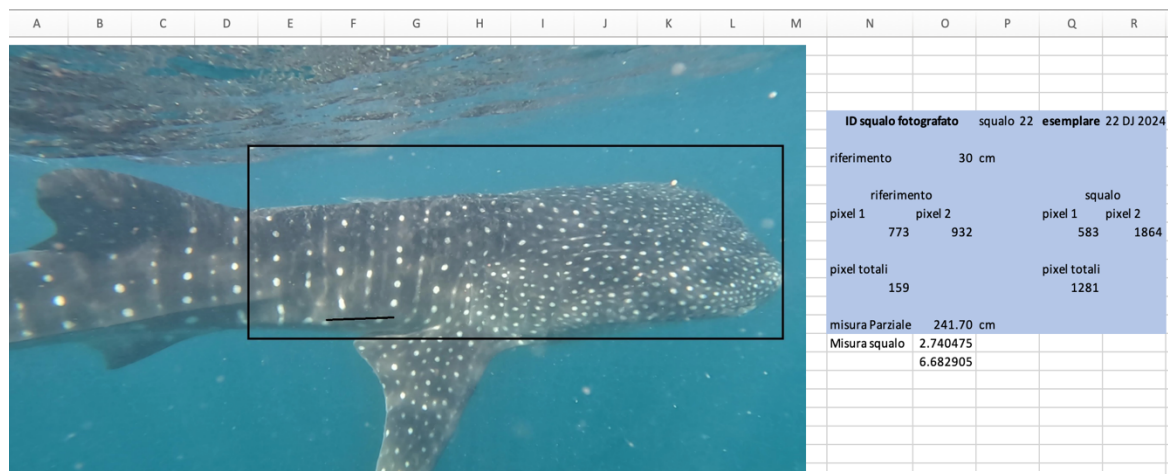 A B C D E F G H I J K L M N O P Q R
ID squalo fotografato squalo 22 esemplare 22 DJ 2024
riferimento 30 cm
riferimento squalo
pixel 1 pixel 2 pixel 1 pixel 2
773 932 583 1864
pixel totali pixel totali
159 1281
misura Parziale 241.70 cm
Misura squalo 2.740475
6.682905